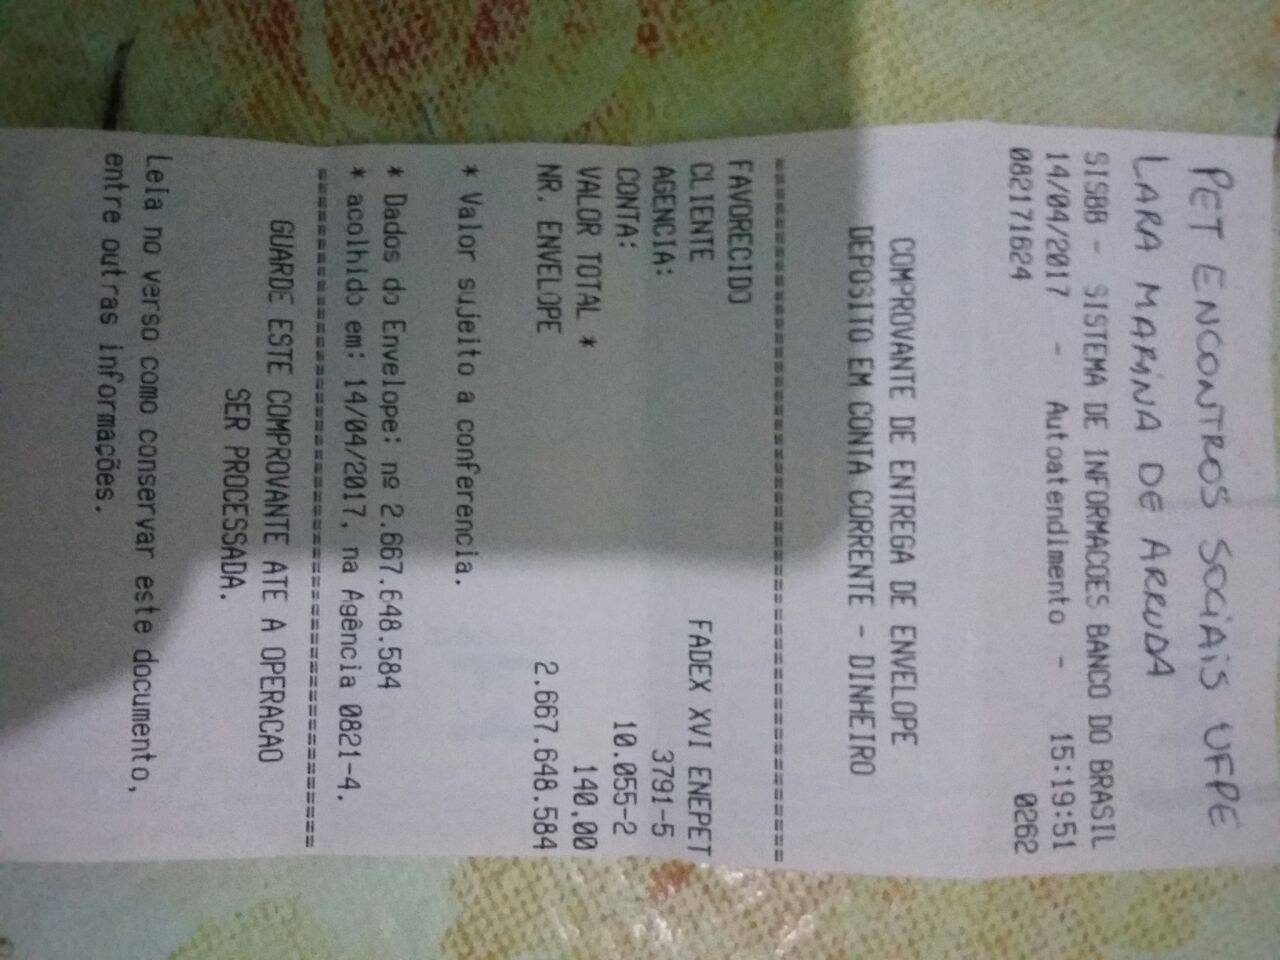 PET ENCONTROS SOCIAIS UFPE
LARA MARINA DE ARRUDA
SISBB - SISTEMA DE INFORMACOES BANCO DO BRASIL
14/04/2017 - Autoatendimento - 15:19:51
082171624 0262
COMPROVANTE DE ENTREGA DE ENVELOPE
DEPOSITO EM CONTA CORRENTE - DINHEIRO
================================================
FAVORECIDO
CLIENTE FADEX XVI ENEPET
AGENCIA: 3791-5
CONTA: 10.055-2
VALOR TOTAL * 140,00
NR. ENVELOPE 2.667.648.584
* Valor sujeito a conferencia.
* Dados do Envelope: nº 2.667.648.584
* acolhido em: 14/04/2017, na Agência 0821-4.
================================================
GUARDE ESTE COMPROVANTE ATE A OPERACAO
SER PROCESSADA.
Leia no verso como conservar este documento,
entre outras informações.